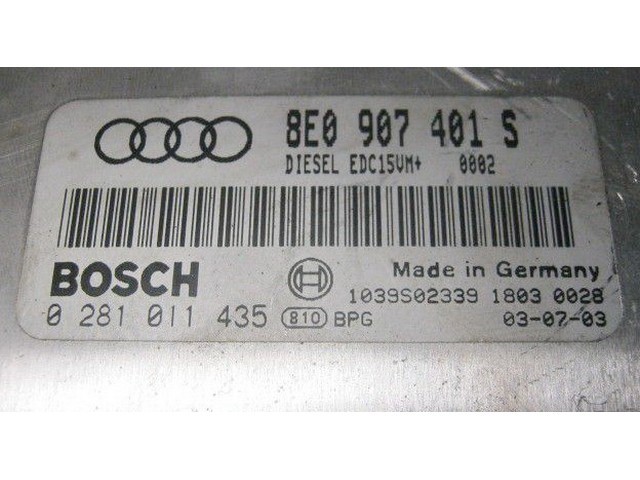 8E0 907 401 S
DIESEL EDC15VM+ 0002
BOSCH
Made in Germany
1039S02339 1803 0028
0 281 011 435 810 BPG 03-07-03